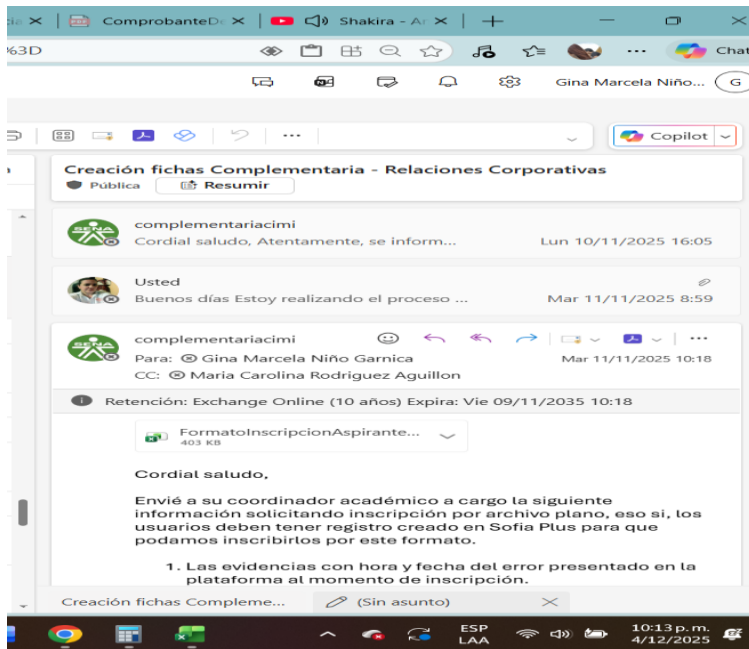 ComprobanteDe
Shakira - Ar
%3D
Chat
Gina Marcela Niño...
G
Copilot
Creación fichas Complementaria - Relaciones Corporativas
Pública
Resumir
SENA
complementariacimi
Cordial saludo, Atentamente, se inform...
Lun 10/11/2025 16:05
Usted
Buenos días Estoy realizando el proceso ...
Mar 11/11/2025 8:59
SENA
complementariacimi
Para: Gina Marcela Niño Garnica
Mar 11/11/2025 10:18
CC: Maria Carolina Rodriguez Aguillon
Retención: Exchange Online (10 años) Expira: Vie 09/11/2035 10:18
FormatoInscripcionAspirante...
403 KB
Cordial saludo,
Envié a su coordinador académico a cargo la siguiente
información solicitando inscripción por archivo plano, eso si, los
usuarios deben tener registro creado en Sofia Plus para que
podamos inscribirlos por este formato.
1. Las evidencias con hora y fecha del error presentado en la
plataforma al momento de inscripción.
Creación fichas Compleme...
(Sin asunto)
ESP
LAA
10:13 p. m.
4/12/2025